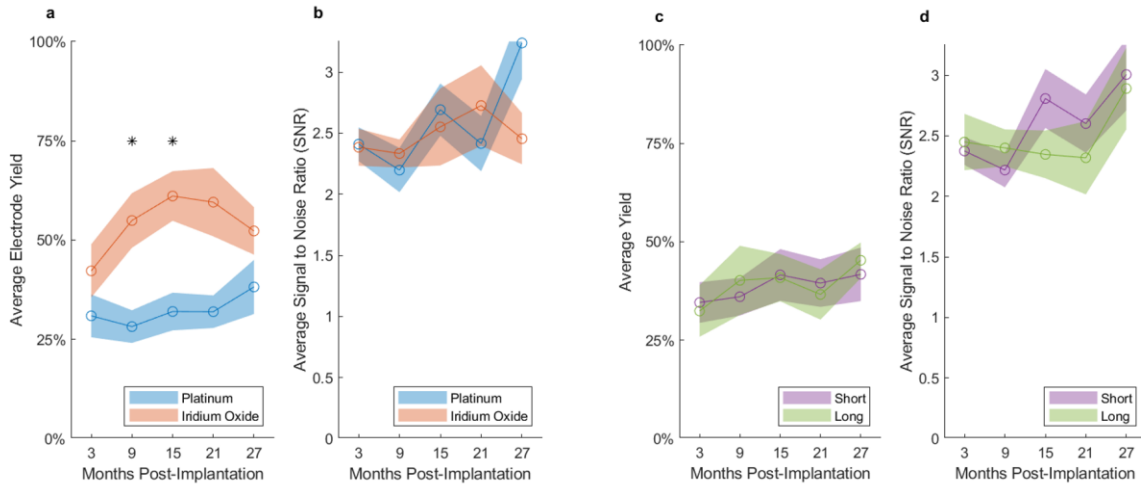 a
100%
75%
50%
25%
0%
Average Electrode Yield
* *
Platinum
Iridium Oxide
3 9 15 21 27
Months Post-Implantation
b
3
2.5
2
1.5
1
0.5
0
Average Signal to Noise Ratio (SNR)
Platinum
Iridium Oxide
3 9 15 21 27
Months Post-Implantation
c
100%
75%
50%
25%
0%
Average Yield
Short
Long
3 9 15 21 27
Months Post-Implantation
d
3
2.5
2
1.5
1
0.5
0
Average Signal to Noise Ratio (SNR)
Short
Long
3 9 15 21 27
Months Post-Implantation